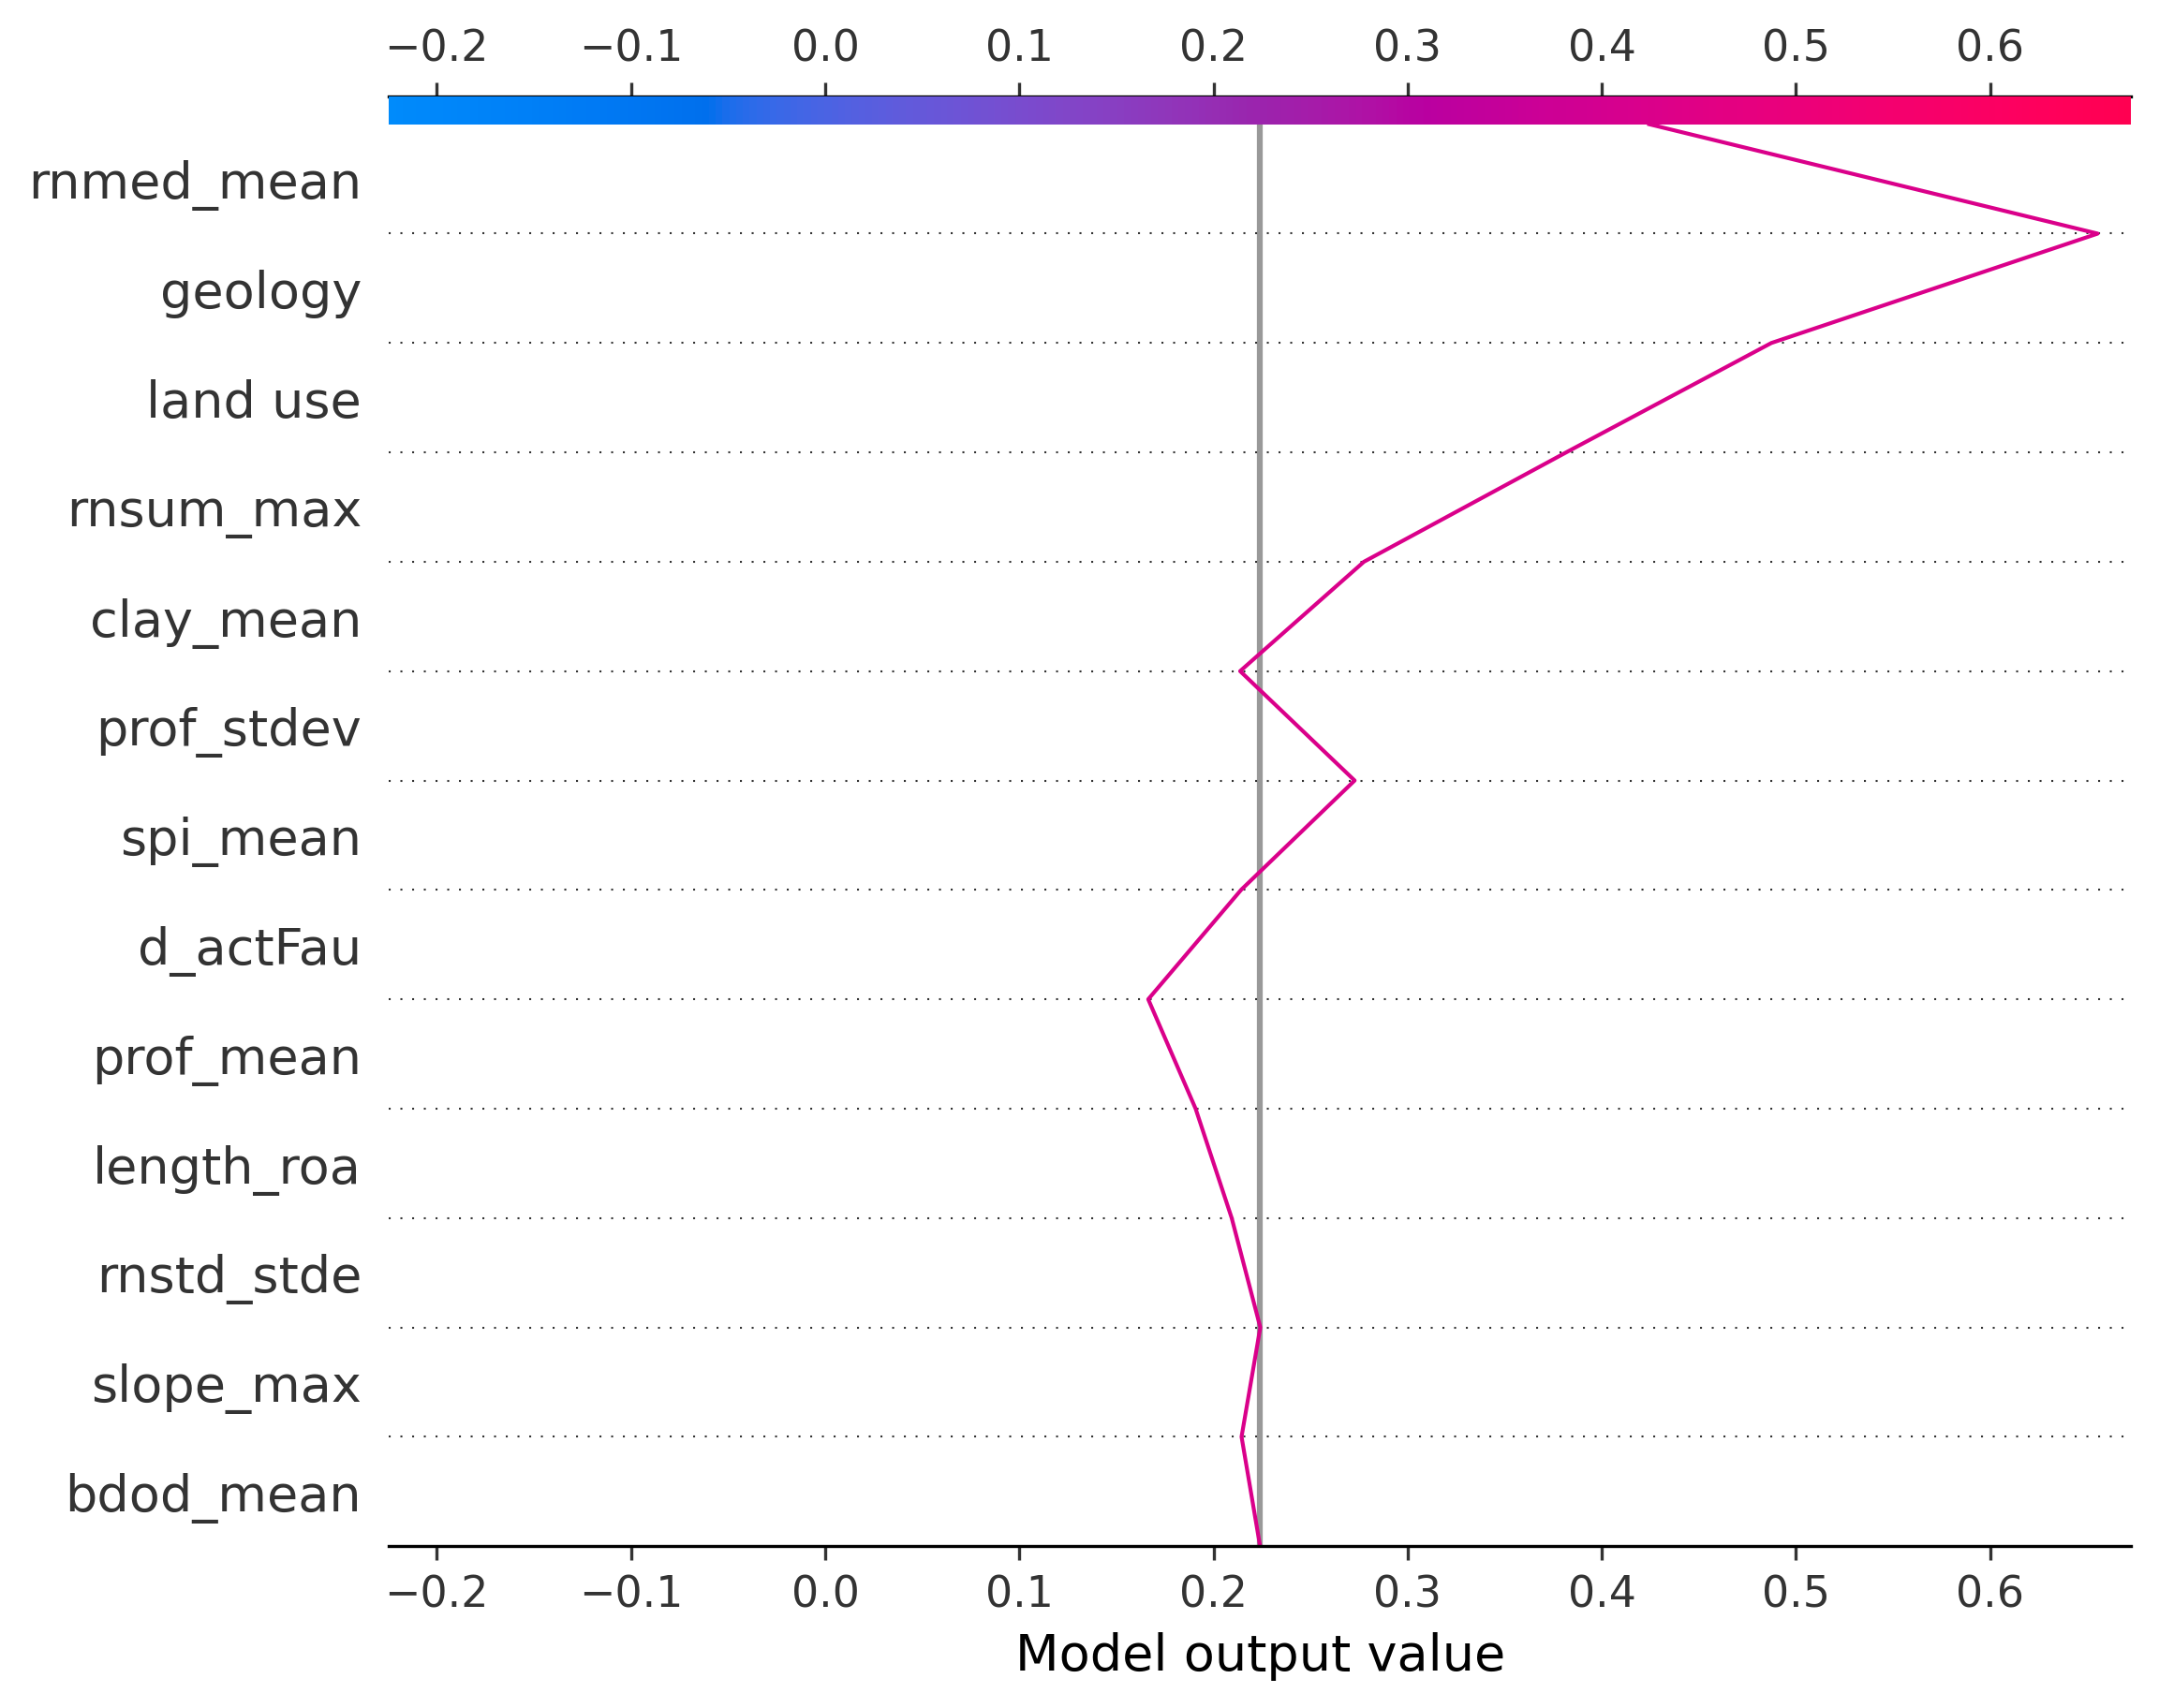 −0.2 −0.1 0.0 0.1 0.2 0.3 0.4 0.5 0.6
rnmed_mean
geology
land use
rnsum_max
clay_mean
prof_stdev
spi_mean
d_actFau
prof_mean
length_roa
rnstd_stde
slope_max
bdod_mean
−0.2 −0.1 0.0 0.1 0.2 0.3 0.4 0.5 0.6
Model output value